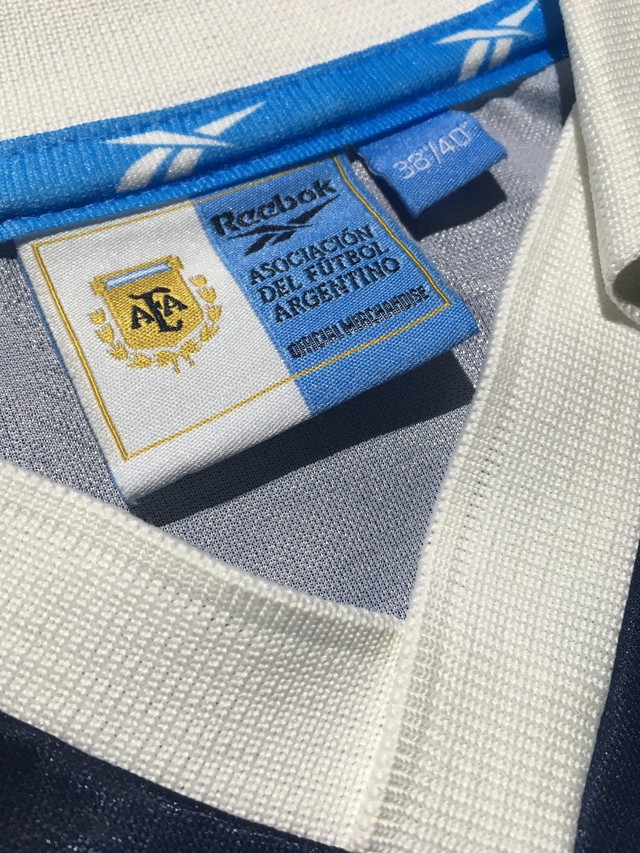 38"/40"
Reebok
ASOCIACIÓN
DEL FÚTBOL
ARGENTINO
OFFICIAL MERCHANDISE
AFA